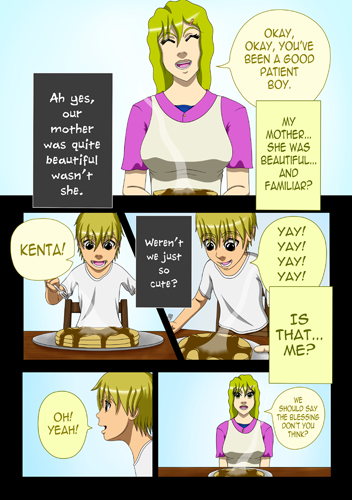 OKAY,
OKAY, YOU'VE
BEEN A GOOD
PATIENT
BOY.
Ah yes,
our
mother
was quite
beautiful
wasn't
she.
MY
MOTHER...
SHE WAS
BEAUTIFUL...
AND
FAMILIAR?
KENTA!
Weren't
we just
so
cute?
YAY!
YAY!
YAY!
YAY!
IS
THAT...
ME?
OH!
YEAH!
WE
SHOULD SAY
THE BLESSING
DON'T YOU
THINK?